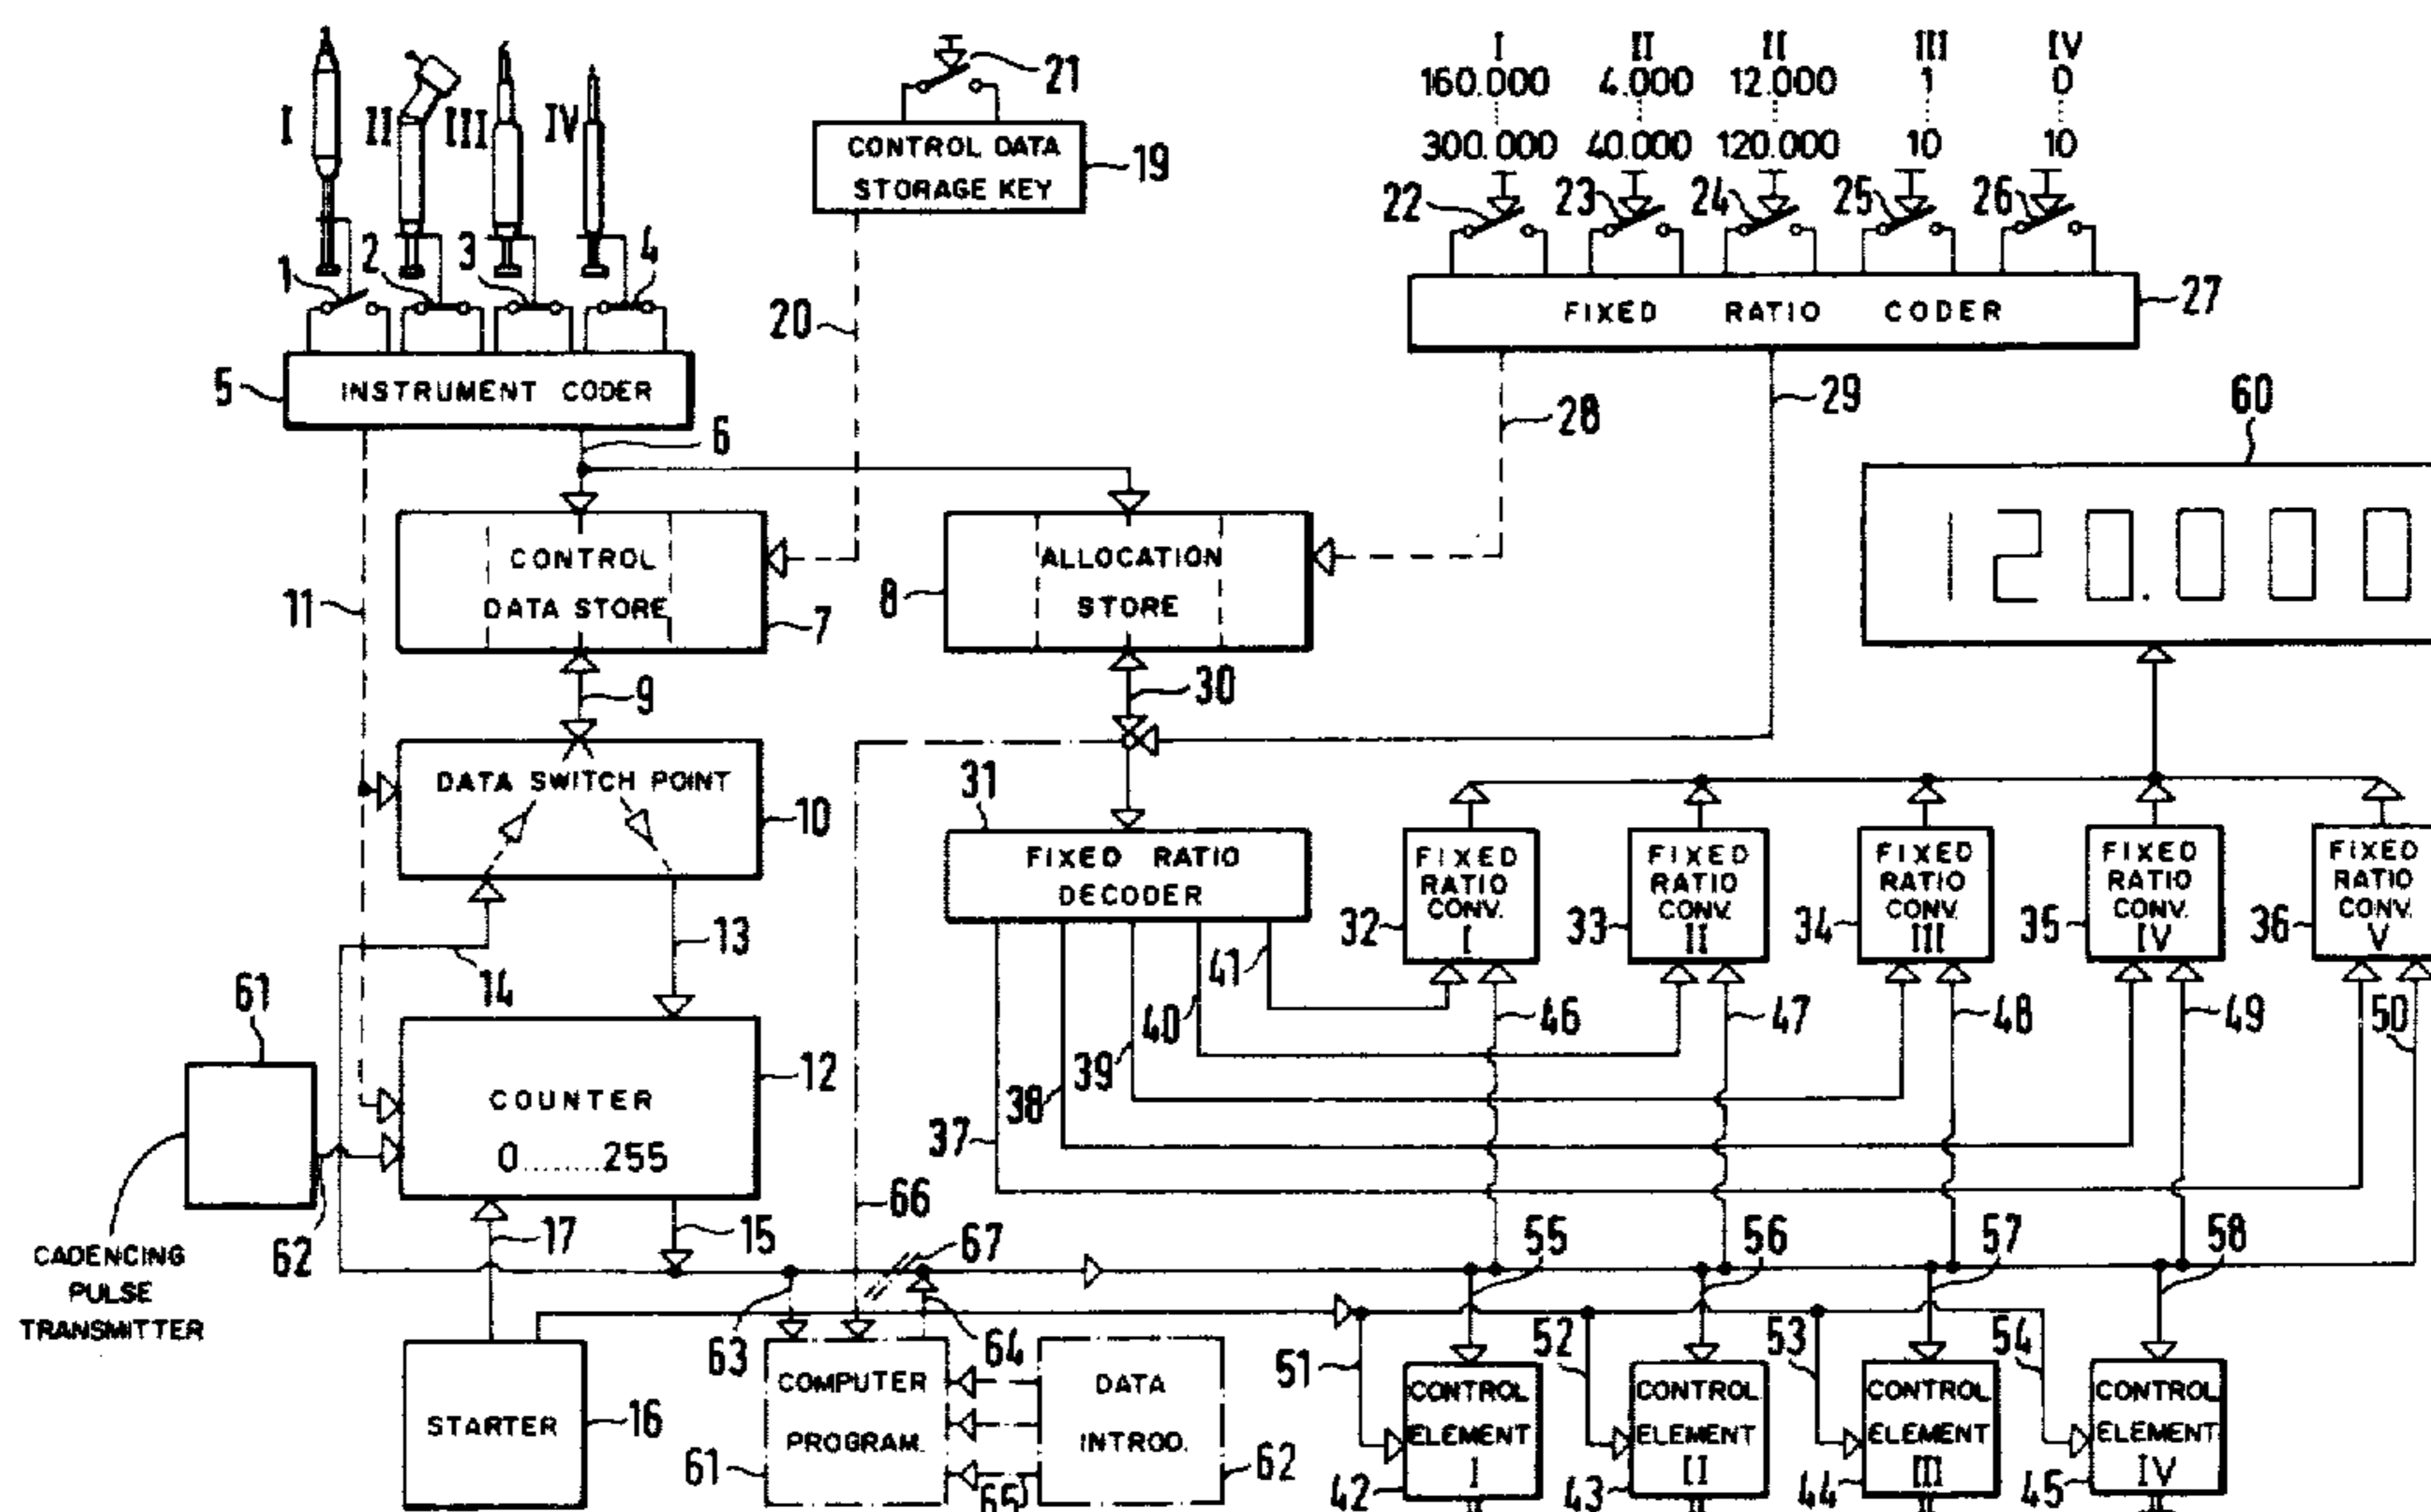 I II III IV
1 2 3 4
5 INSTRUMENT CODER
6
21
CONTROL DATA
STORAGE KEY
19
20
I II II III IV
160.000 4.000 12.000 1 0
300.000 40.000 120.000 10 10
22 23 24 25 26
FIXED RATIO CODER 27
28 29
60
120.000
11
CONTROL
DATA STORE
7
8
ALLOCATION
STORE
9
30
DATA SWITCH POINT
10
31
FIXED RATIO
DECODER
32
FIXED
RATIO
CONV.
I
33
FIXED
RATIO
CONV.
II
34
FIXED
RATIO
CONV.
III
35
FIXED
RATIO
CONV.
IV
36
FIXED
RATIO
CONV.
V
13
14
37 38 39 40 41
46 47 48 49 50
61
COUNTER
0........255
12
62
CADENCING
PULSE
TRANSMITTER
17
15
66
67
55 56 57 58
STARTER
16
63
64
COMPUTER
PROGRAM.
61
65
DATA
INTROD.
62
51 52 53 54
CONTROL
ELEMENT
I
42
CONTROL
ELEMENT
II
43
CONTROL
ELEMENT
III
44
CONTROL
ELEMENT
IV
45